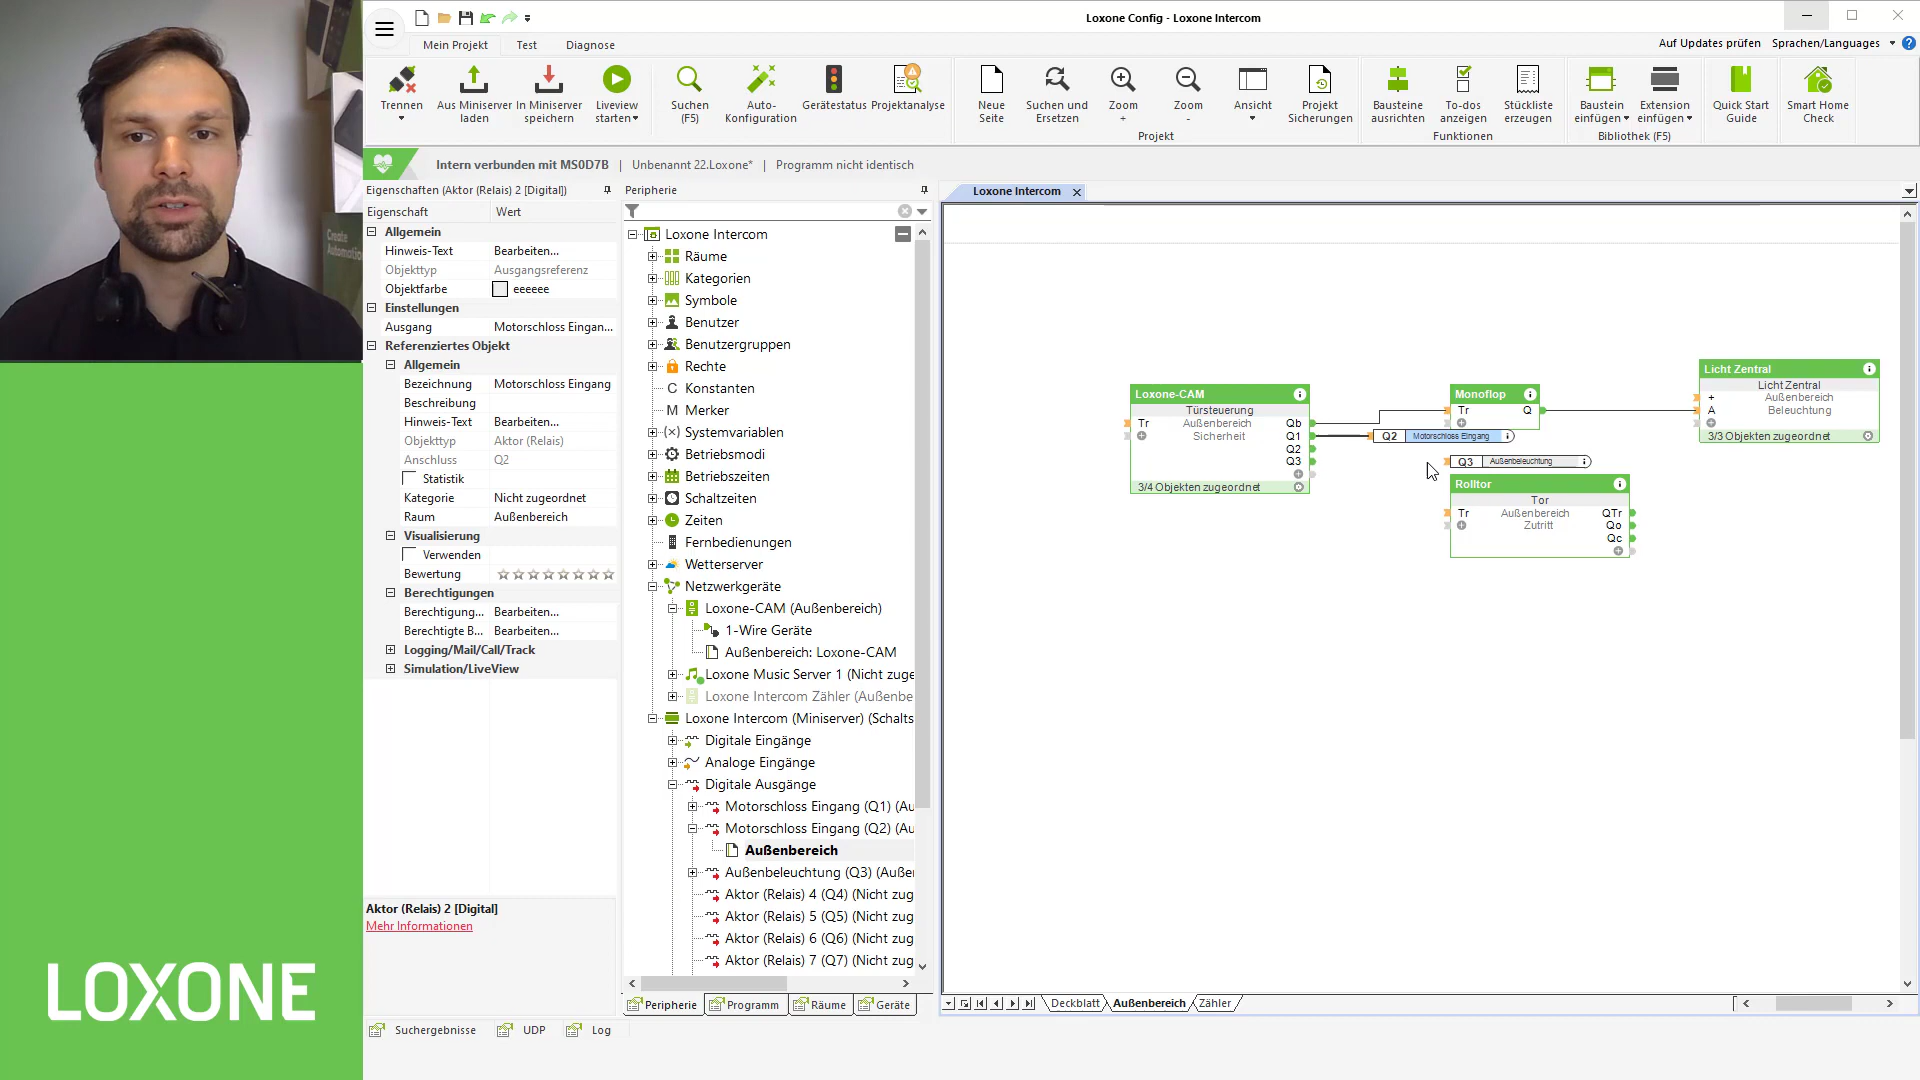 Loxone Config - Loxone Intercom
Mein Projekt
Test
Diagnose
Auf Updates prüfen
Sprachen/Languages
Trennen
Aus Miniserver laden
In Miniserver speichern
Liveview starten
Suchen (F5)
Auto-Konfiguration
Gerätestatus
Projektanalyse
Neue Seite
Suchen und Ersetzen
Zoom +
Zoom -
Ansicht
Projekt Sicherungen
Bausteine ausrichten
To-dos anzeigen
Stückliste erzeugen
Baustein einfügen
Extension einfügen
Quick Start Guide
Smart Home Check
Projekt
Funktionen
Bibliothek (F5)
Intern verbunden mit MS0D7B | Unbenannt 22.Loxone* | Programm nicht identisch
Eigenschaften (Aktor (Relais) 2 [Digital])
Eigenschaft Wert
Allgemein
Hinweis-Text Bearbeiten...
Objekttyp Ausgangsreferenz
Objektfarbe eeeeee
Einstellungen
Ausgang Motorschloss Eingan...
Referenziertes Objekt
Allgemein
Bezeichnung Motorschloss Eingang
Beschreibung
Hinweis-Text Bearbeiten...
Objekttyp Aktor (Relais)
Anschluss Q2
Statistik
Kategorie Nicht zugeordnet
Raum Außenbereich
Visualisierung
Verwenden
Bewertung
Berechtigungen
Berechtigung... Bearbeiten...
Berechtigte B... Bearbeiten...
Logging/Mail/Call/Track
Simulation/LiveView
Aktor (Relais) 2 [Digital]
Mehr Informationen
Peripherie
Loxone Intercom
Räume
Kategorien
Symbole
Benutzer
Benutzergruppen
Rechte
C Konstanten
M Merker
(×) Systemvariablen
Betriebsmodi
Betriebszeiten
Schaltzeiten
Zeiten
Fernbedienungen
Wetterserver
Netzwerkgeräte
Loxone-CAM (Außenbereich)
1-Wire Geräte
Außenbereich: Loxone-CAM
Loxone Music Server 1 (Nicht zuge
Loxone Intercom Zähler (Außenbe
Loxone Intercom (Miniserver) (Schalts
Digitale Eingänge
Analoge Eingänge
Digitale Ausgänge
Motorschloss Eingang (Q1) (Au
Motorschloss Eingang (Q2) (Au
Außenbereich
Außenbeleuchtung (Q3) (Außer
Aktor (Relais) 4 (Q4) (Nicht zug
Aktor (Relais) 5 (Q5) (Nicht zug
Aktor (Relais) 6 (Q6) (Nicht zug
Aktor (Relais) 7 (Q7) (Nicht zug
Peripherie
Programm
Räume
Geräte
Suchergebnisse
UDP
Log
Loxone Intercom
Loxone-CAM
Türsteuerung
Tr Außenbereich Qb
Sicherheit Q1
Q2
Q3
3/4 Objekten zugeordnet
Monoflop
Tr Q
Q2 Motorschloss Eingang
Q3 Außenbeleuchtung
Rolltor
Tor
Tr Außenbereich QTr
Zutritt Qo
Qc
Licht Zentral
Licht Zentral
+ Außenbereich
A Beleuchtung
3/3 Objekten zugeordnet
Deckblatt
Außenbereich
Zähler
Create
Automation
LOXONE